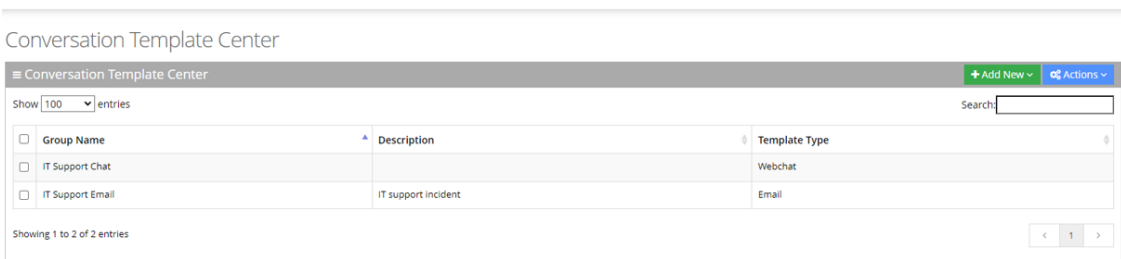 Conversation Template Center
Conversation Template Center Add New Actions
Show 100 entries Search:
Group Name Description Template Type
IT Support Chat Webchat
IT Support Email IT support incident Email
Showing 1 to 2 of 2 entries < 1 >